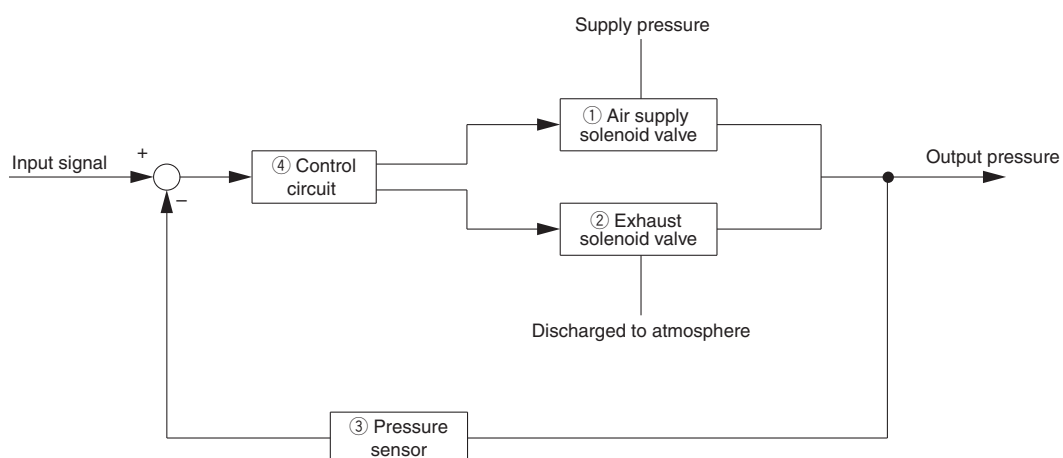 Supply pressure
① Air supply
solenoid valve
Input signal
+
−
④ Control
circuit
Output pressure
② Exhaust
solenoid valve
Discharged to atmosphere
③ Pressure
sensor